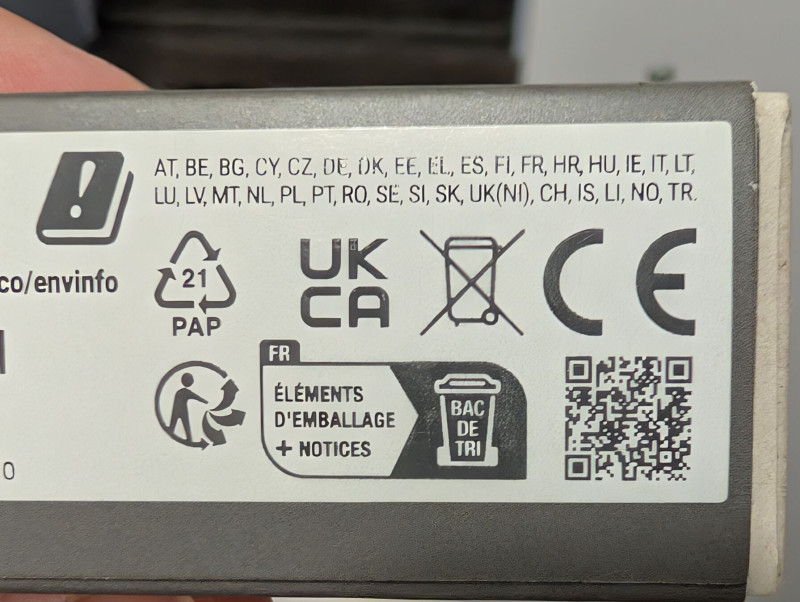 AT, BE, BG, CY, CZ, DE, DK, EE, EL, ES, FI, FR, HR, HU, IE, IT, LT,
LU, LV, MT, NL, PL, PT, RO, SE, SI, SK, UK(NI), CH, IS, LI, NO, TR.
co/envinfo
21
PAP
UK
CA
CE
FR
ÉLÉMENTS
D'EMBALLAGE
+ NOTICES
BAC
DE
TRI
0